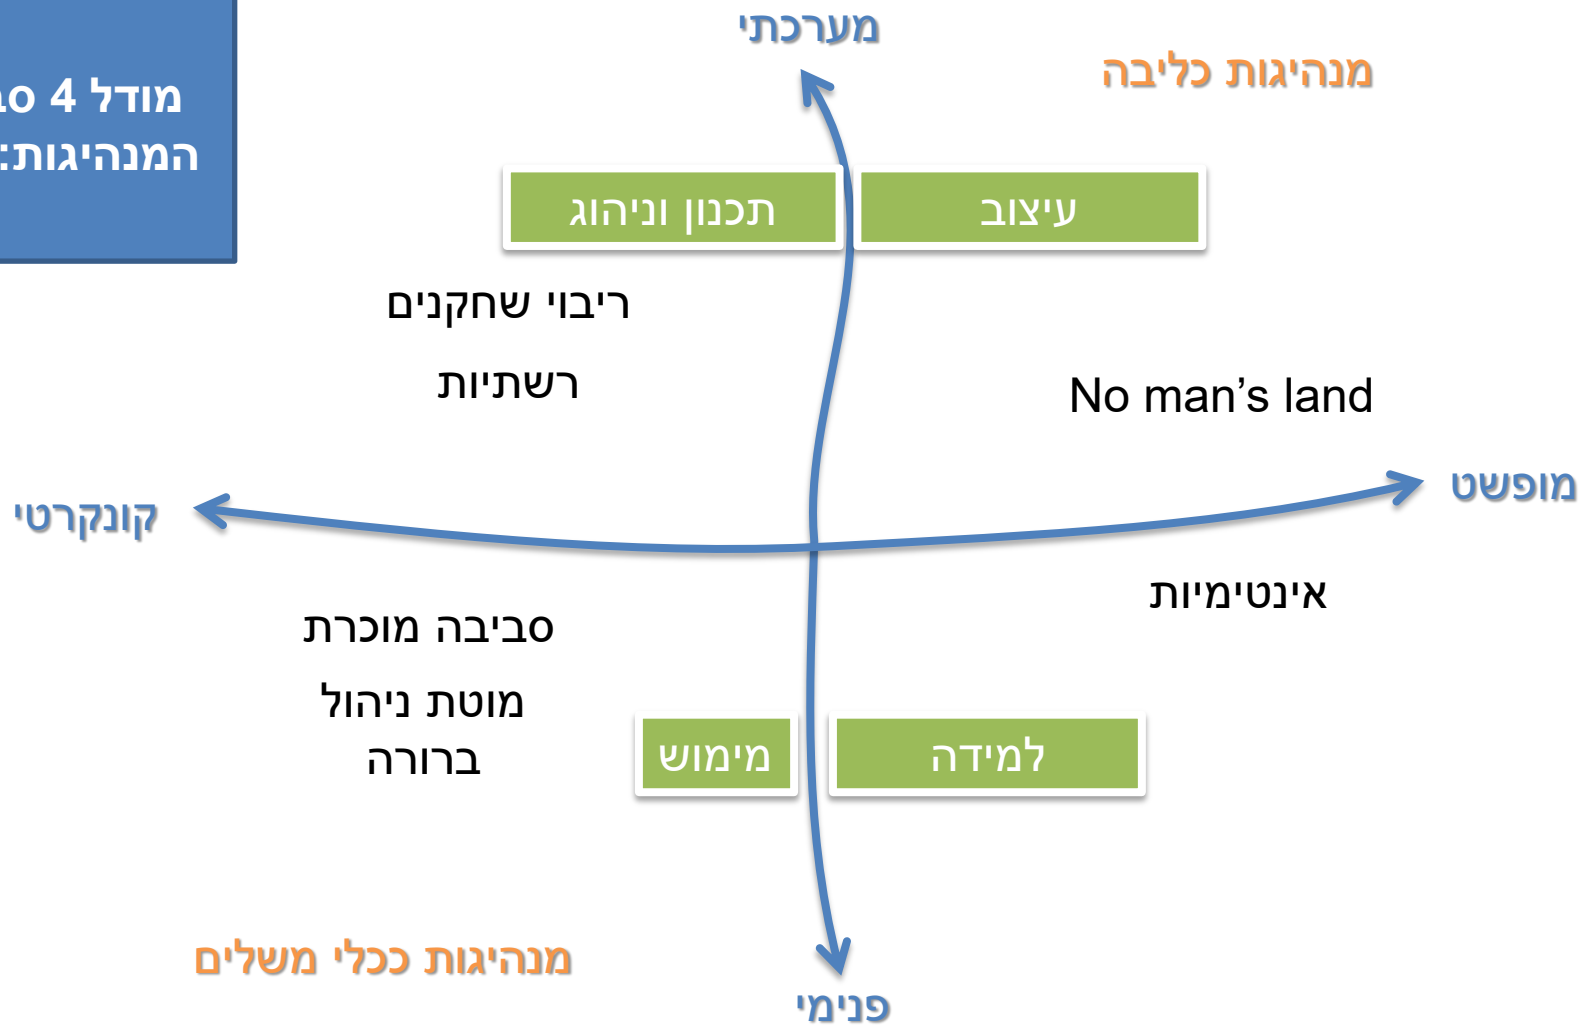 מודל 4
המנהיגות:
מערכתי
מנהיגות כליבה
תכנון וניהוג
עיצוב
ריבוי שחקנים
רשתיות
No man's land
מופשט
קונקרטי
אינטימיות
סביבה מוכרת
מוטת ניהול
ברורה
מימוש
למידה
מנהיגות ככלי משלים
פנימי